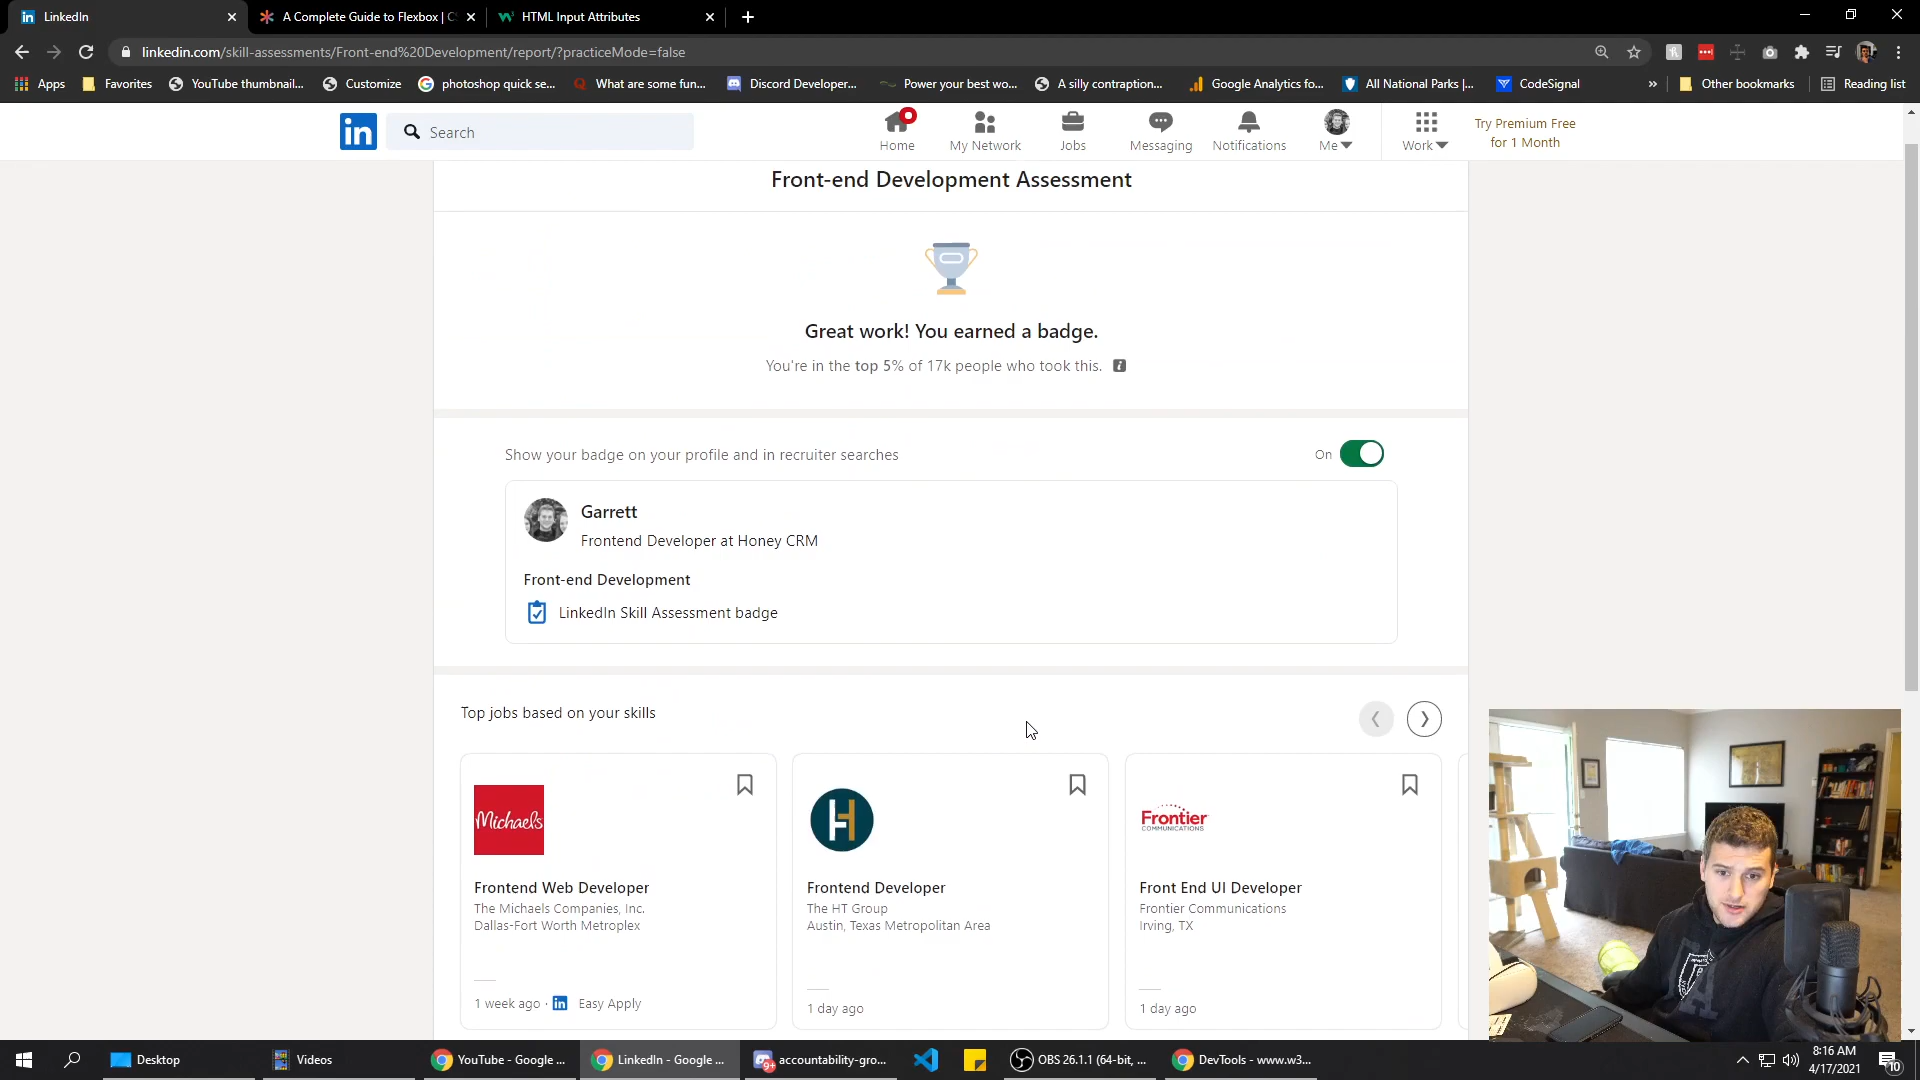 LinkedIn
A Complete Guide to Flexbox | C
HTML Input Attributes
linkedin.com/skill-assessments/Front-end%20Development/report/?practiceMode=false
Apps
Favorites
YouTube thumbnail...
Customize
photoshop quick se...
What are some fun...
Discord Developer...
Power your best wo...
A silly contraption...
Google Analytics fo...
All National Parks |...
CodeSignal
»
Other bookmarks
Reading list
in
Search
Home
My Network
Jobs
Messaging
Notifications
Me
Work
Try Premium Free
for 1 Month
Front-end Development Assessment
Great work! You earned a badge.
You're in the top 5% of 17k people who took this.
Show your badge on your profile and in recruiter searches
On
Garrett
Frontend Developer at Honey CRM
Front-end Development
LinkedIn Skill Assessment badge
Top jobs based on your skills
Michaels
H
Frontier
COMMUNICATIONS
Frontend Web Developer
The Michaels Companies, Inc.
Dallas-Fort Worth Metroplex
1 week ago · in Easy Apply
Frontend Developer
The HT Group
Austin, Texas Metropolitan Area
1 day ago
Front End UI Developer
Frontier Communications
Irving, TX
1 day ago
Desktop
Videos
YouTube - Google ...
LinkedIn - Google ...
9+
accountability-gro...
OBS 26.1.1 (64-bit, ...
DevTools - www.w3...
8:16 AM
4/17/2021
10